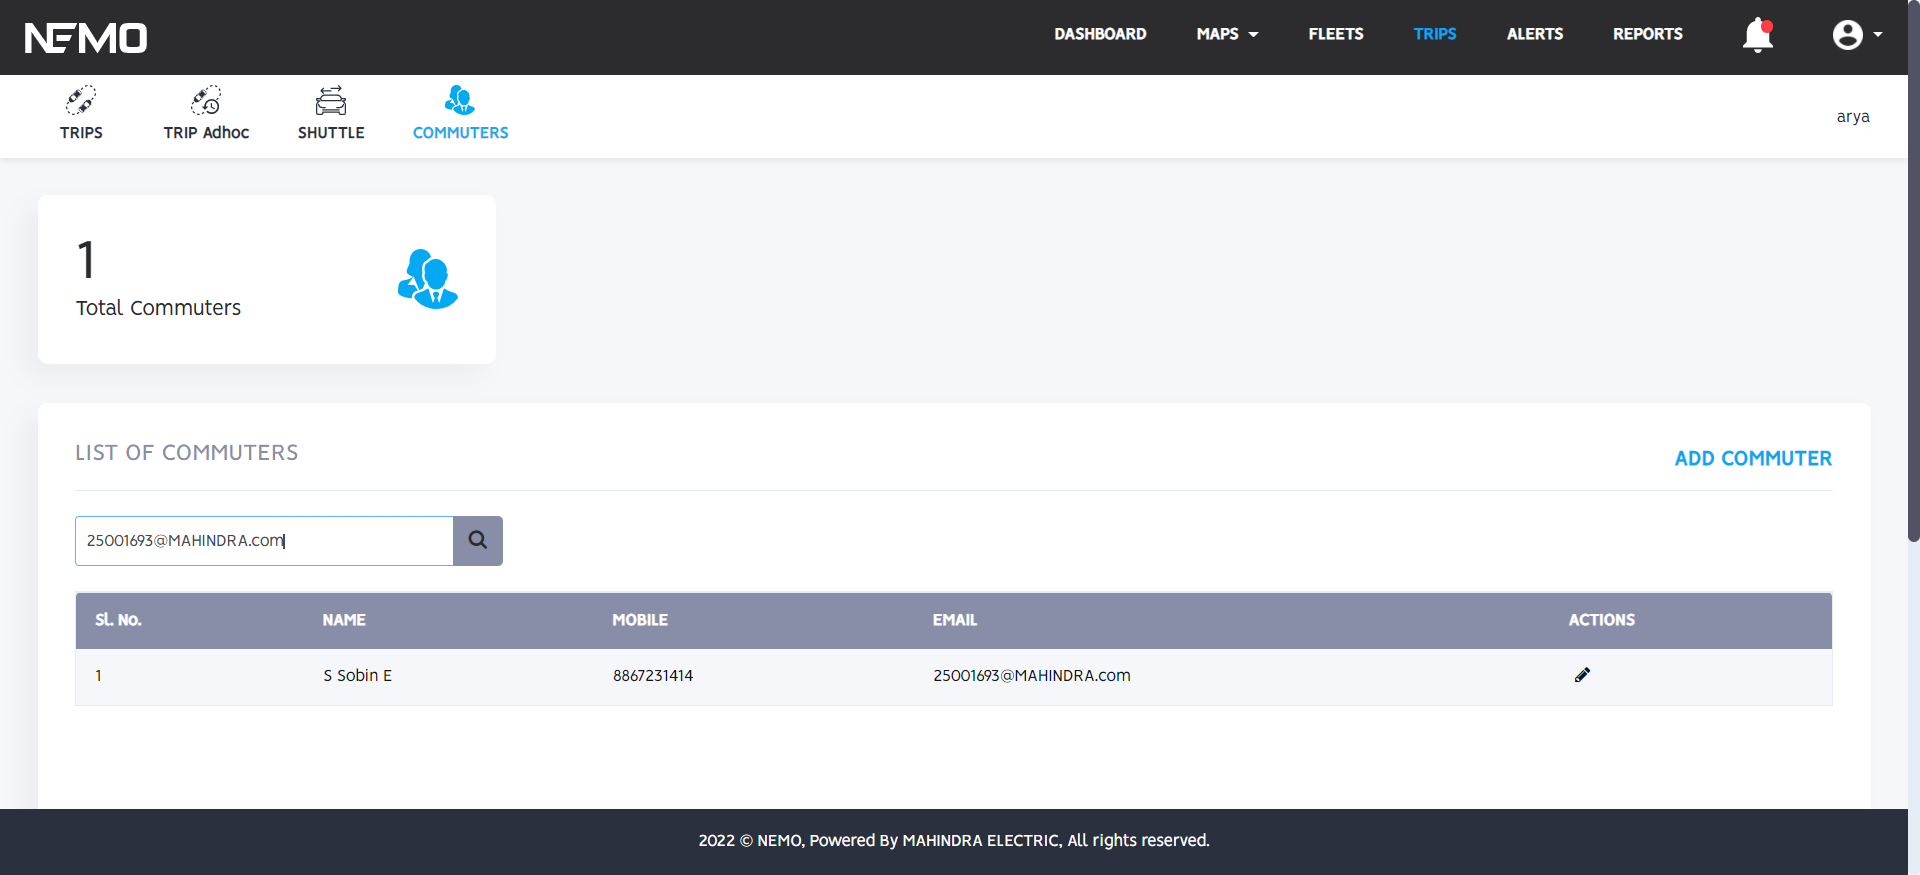 NEMO
DASHBOARD MAPS FLEETS TRIPS ALERTS REPORTS
TRIPS TRIP Adhoc SHUTTLE COMMUTERS
arya
1
Total Commuters
LIST OF COMMUTERS
ADD COMMUTER
25001693@MAHINDRA.com
Sl. No. NAME MOBILE EMAIL ACTIONS
1 S Sobin E 8867231414 25001693@MAHINDRA.com
2022 © NEMO, Powered By MAHINDRA ELECTRIC, All rights reserved.